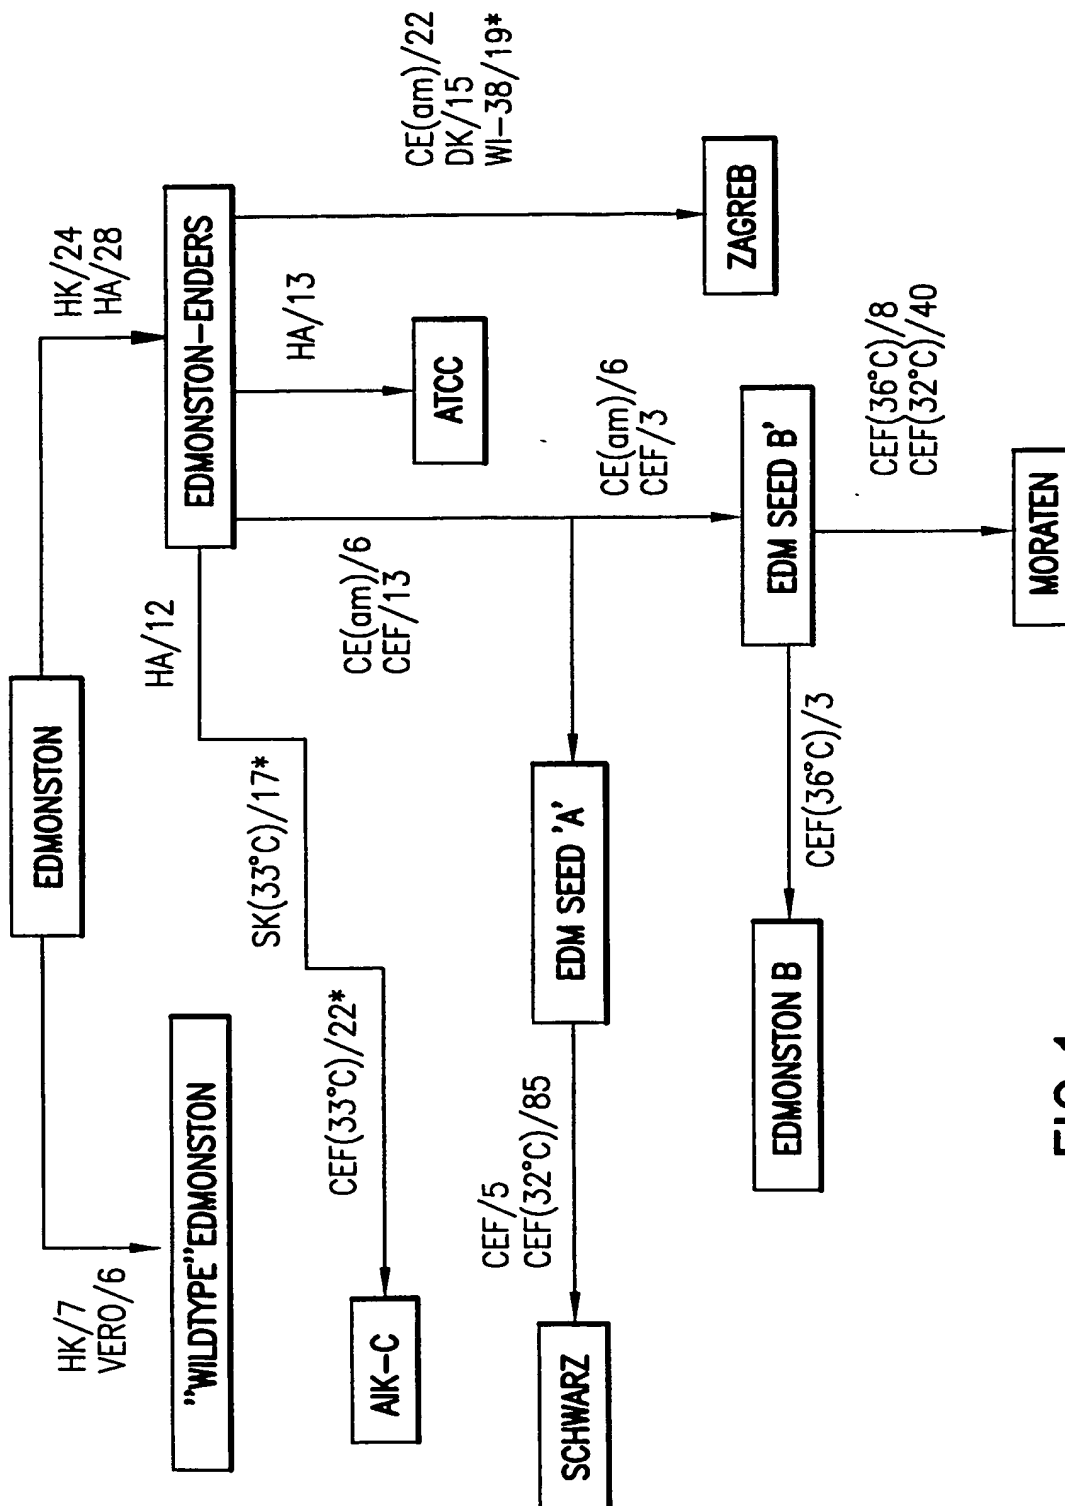 EDMONSTON
HK/7
VERO/6
HK/24
HA/28
"WILDTYPE" EDMONSTON
EDMONSTON-ENDERS
HA/12
SK(33°C)/17*
CEF(33°C)/22*
AIK-C
HA/13
ATCC
CE(am)/22
DK/15
WI-38/19*
ZAGREB
CE(am)/6
CEF/13
CE(am)/6
CEF/3
EDM SEED 'A'
CEF/5
CEF(32°C)/85
SCHWARZ
EDM SEED B'
CEF(36°C)/3
EDMONSTON B
CEF(36°C)/8
CEF(32°C)/40
MORATEN